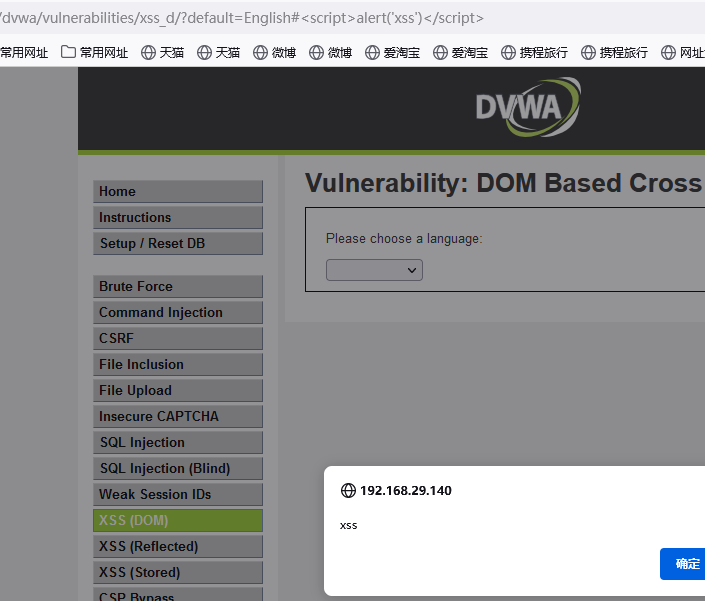 /dvwa/vulnerabilities/xss_d/?default=English#<script>alert('xss')</script>
常用网址 常用网址 天猫 天猫 微博 微博 爱淘宝 爱淘宝 携程旅行 携程旅行 网址
DVWA
Home
Instructions
Setup / Reset DB
Brute Force
Command Injection
CSRF
File Inclusion
File Upload
Insecure CAPTCHA
SQL Injection
SQL Injection (Blind)
Weak Session IDs
XSS (DOM)
XSS (Reflected)
XSS (Stored)
CSP Bypass
Vulnerability: DOM Based Cross
Please choose a language:
192.168.29.140
xss
确定